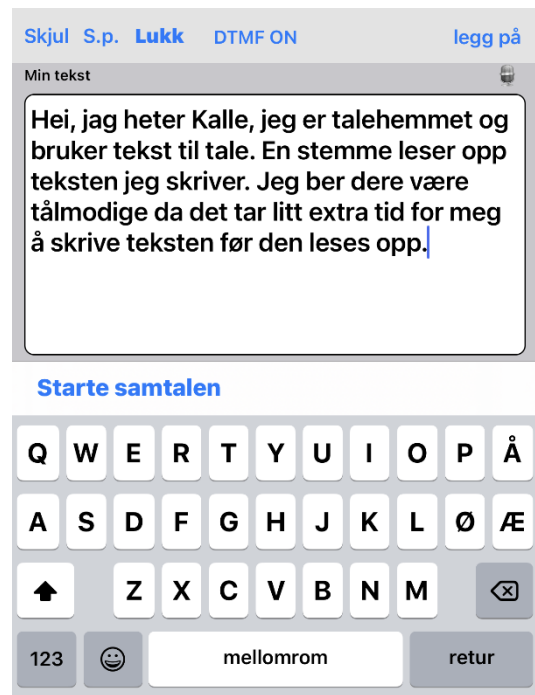 Skjul S.p. Lukk DTMF ON legg på
Min tekst
Hei, jag heter Kalle, jeg er talehemmet og
bruker tekst til tale. En stemme leser opp
teksten jeg skriver. Jeg ber dere være
tålmodige da det tar litt extra tid for meg
å skrive teksten før den leses opp.
Starte samtalen
Q W E R T Y U I O P Å
A S D F G H J K L Ø Æ
Z X C V B N M
123 mellomrom retur